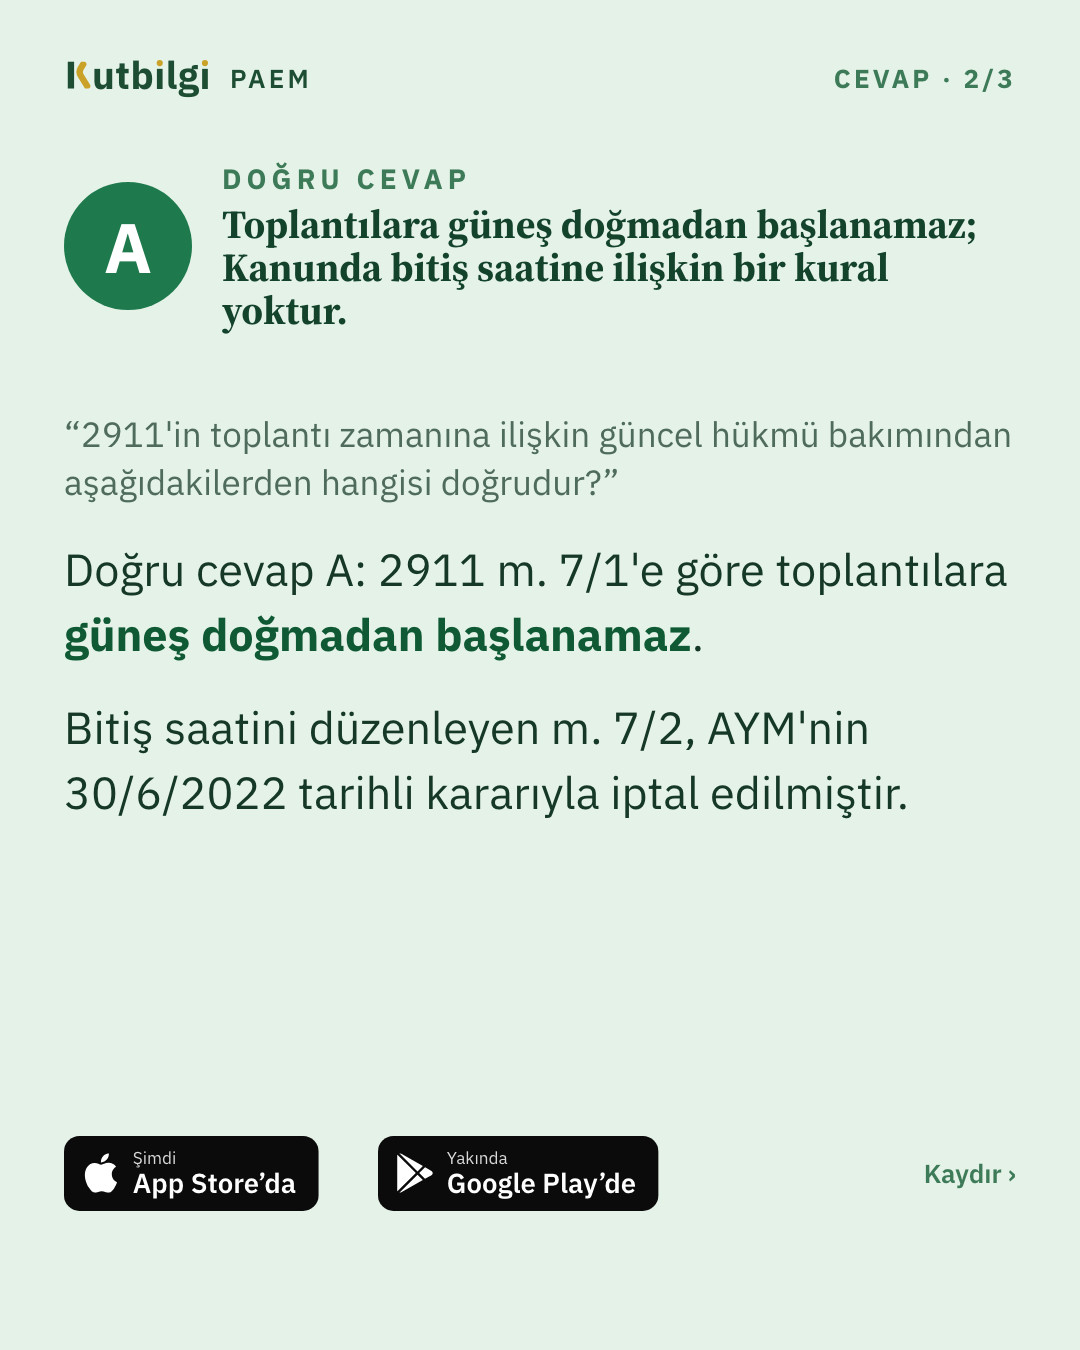 Kutbilgi PAEM
CEVAP · 2/3
A
DOĞRU CEVAP
Toplantılara güneş doğmadan başlanamaz;
Kanunda bitiş saatine ilişkin bir kural
yoktur.
“2911'in toplantı zamanına ilişkin güncel hükmü bakımından
aşağıdakilerden hangisi doğrudur?”
Doğru cevap A: 2911 m. 7/1'e göre toplantılara
güneş doğmadan başlanamaz.
Bitiş saatini düzenleyen m. 7/2, AYM'nin
30/6/2022 tarihli kararıyla iptal edilmiştir.
Şimdi
App Store’da
Yakında
Google Play’de
Kaydır ›